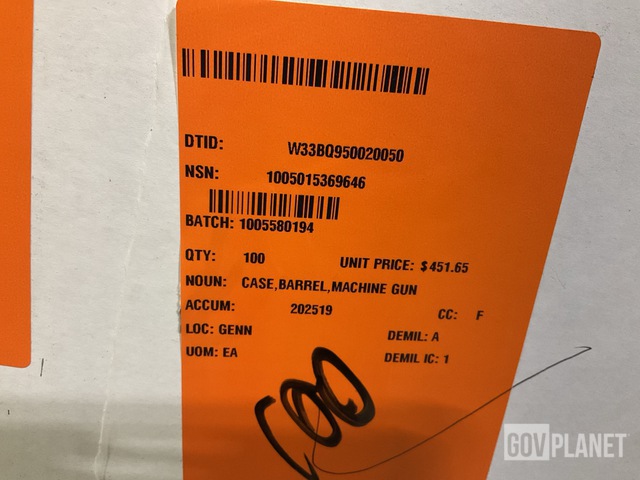 DTID: W33BQ950020050
NSN: 1005015369646
BATCH: 1005580194
QTY: 100 UNIT PRICE: $451.65
NOUN: CASE,BARREL,MACHINE GUN
ACCUM: 202519 CC: F
LOC: GENN DEMIL: A
UOM: EA DEMIL IC: 1
GOVPLANET